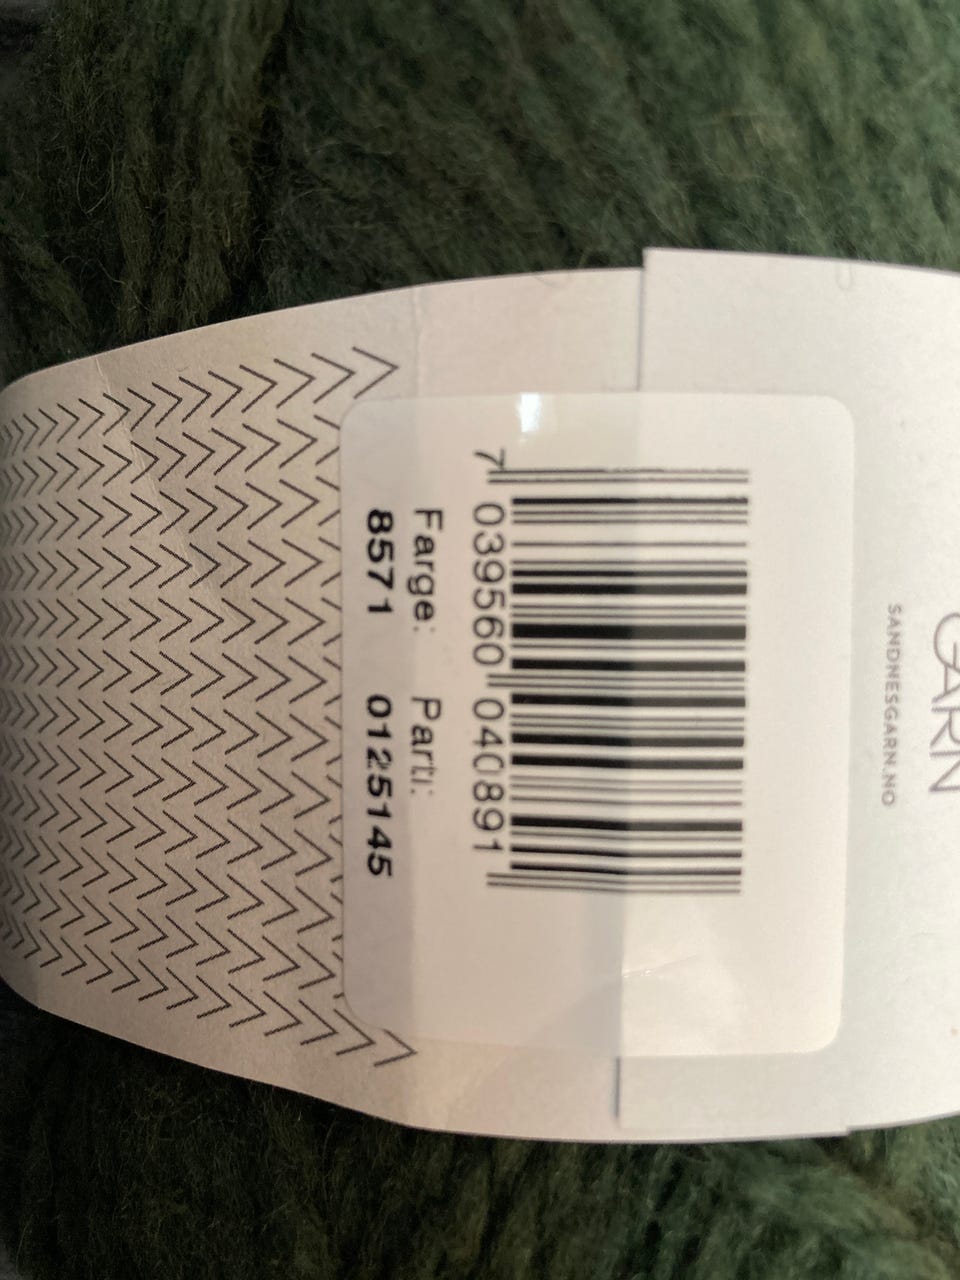 GARN
SANDNESGARN.NO
7 039560 040891
Farge: Parti:
8571 0125145